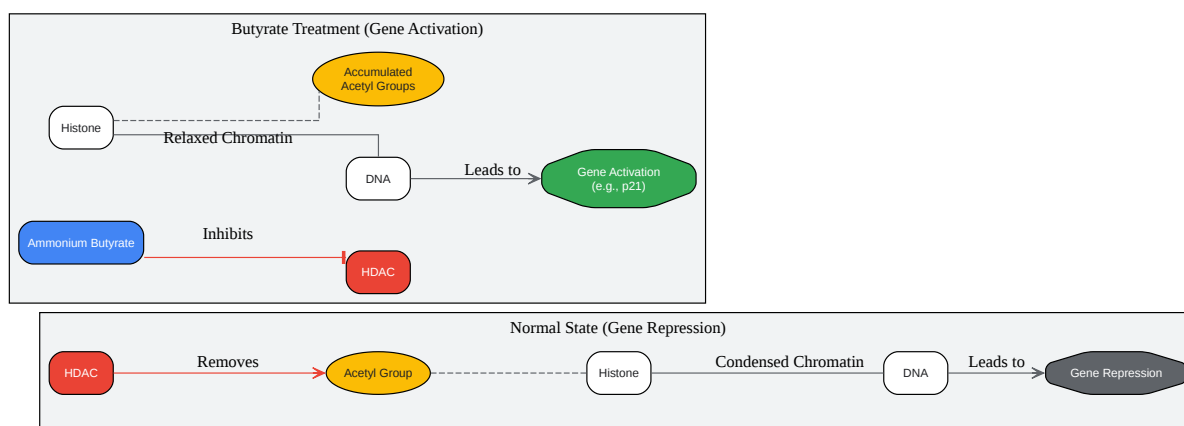 Butyrate Treatment (Gene Activation)
Accumulated
Acetyl Groups
Histone
Relaxed Chromatin
DNA
Leads to
Gene Activation
(e.g., p21)
Ammonium Butyrate
Inhibits
HDAC
Normal State (Gene Repression)
HDAC
Removes
Acetyl Group
Histone
Condensed Chromatin
DNA
Leads to
Gene Repression